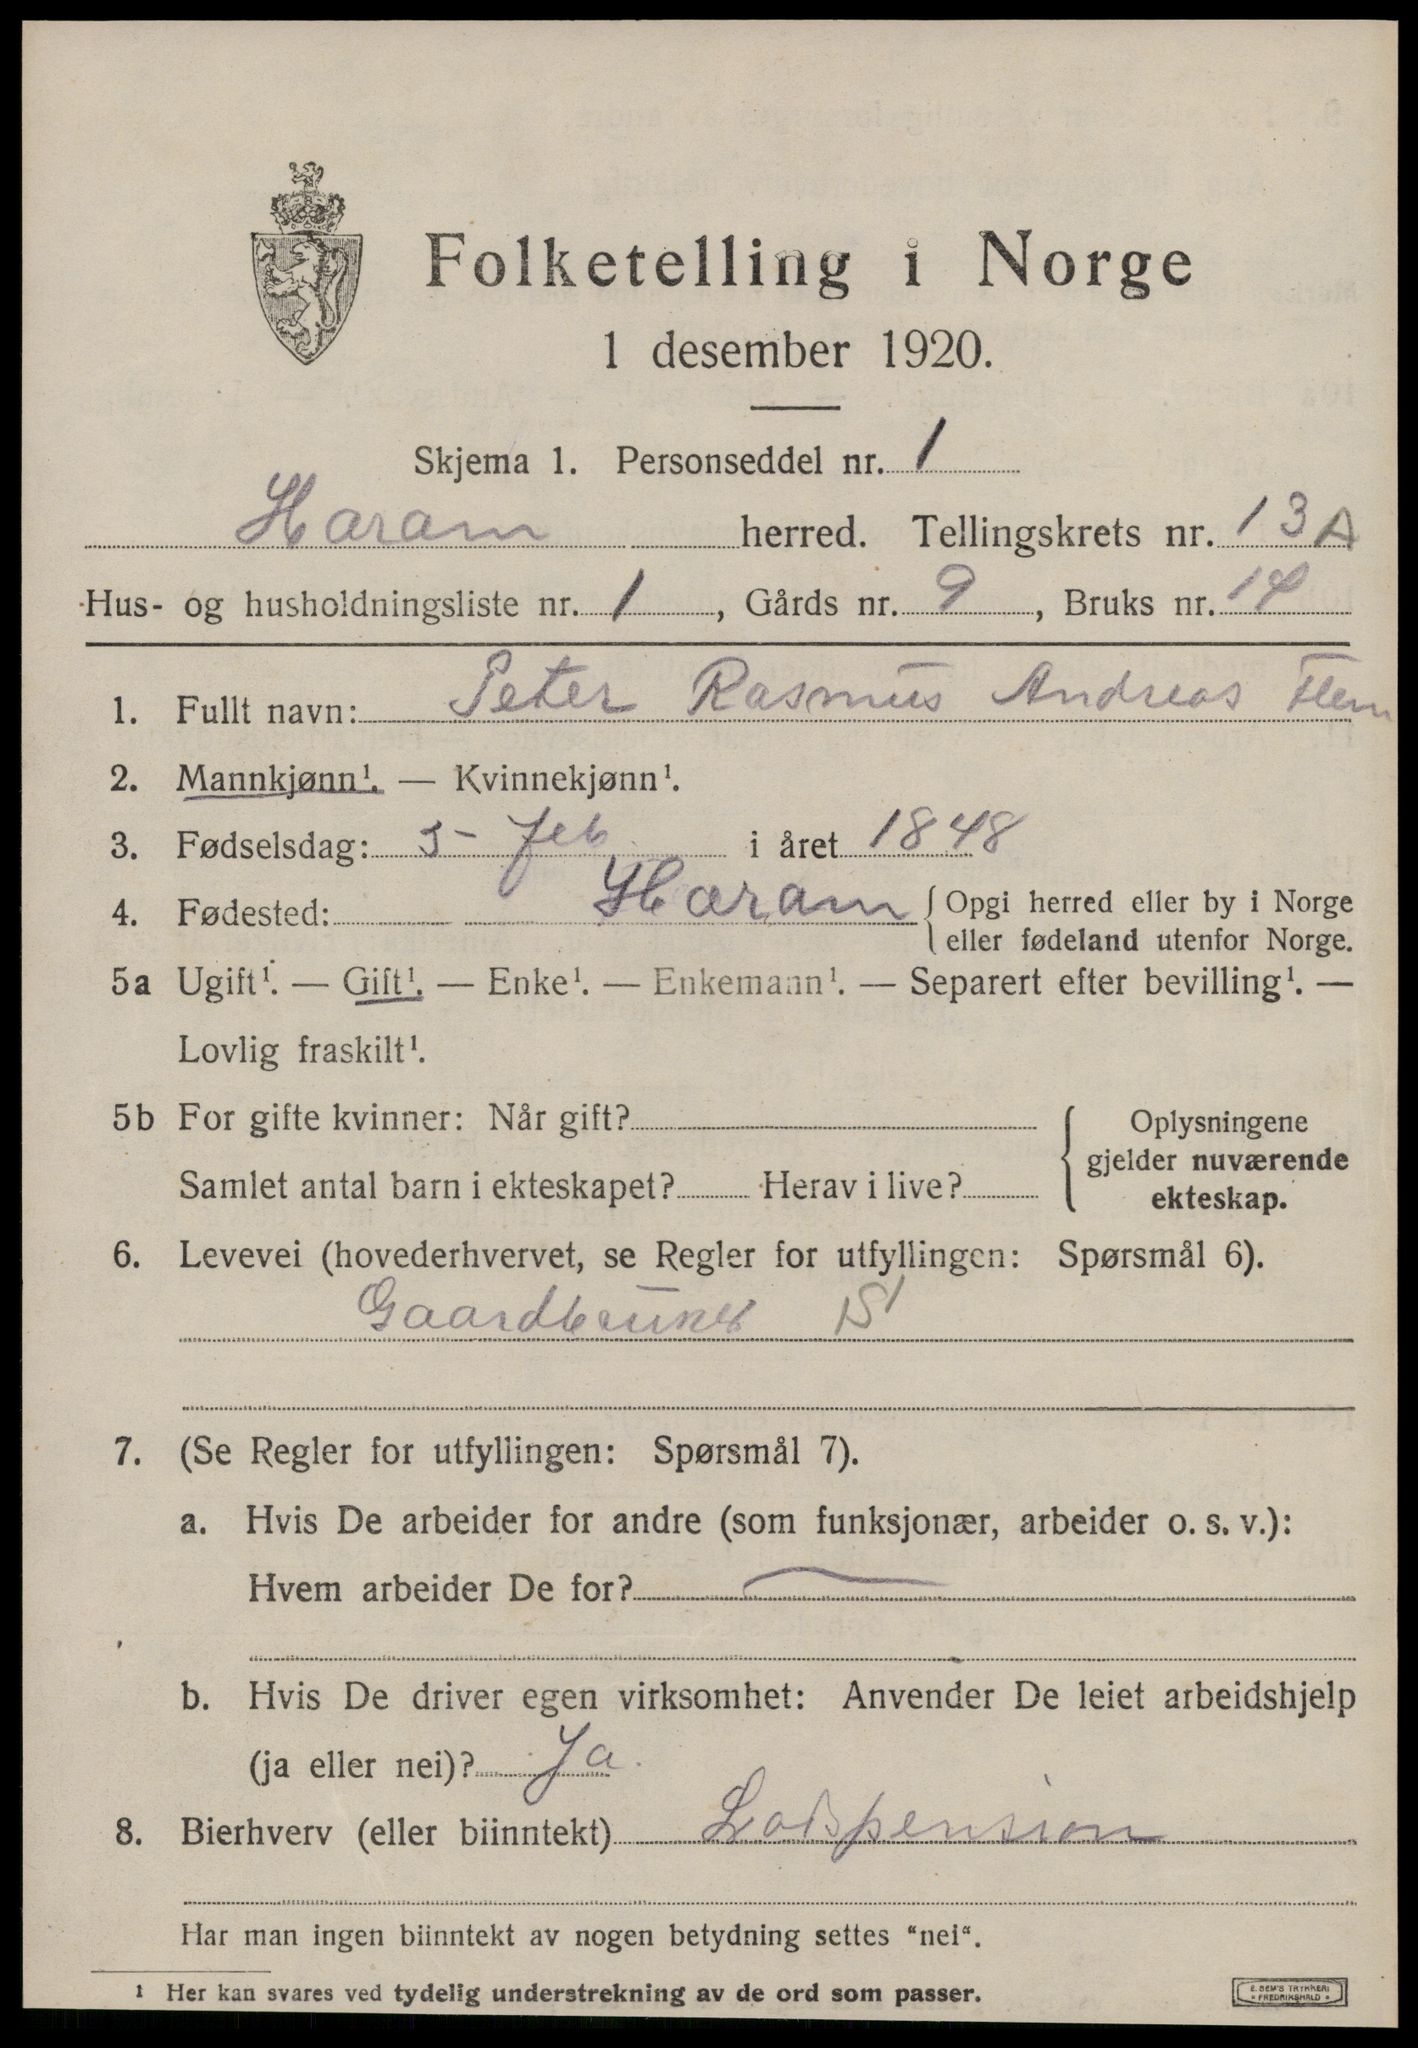 Folketelling i Norge
1 desember 1920.
Skjema 1. Personseddel nr. 1
Haram herred. Tellingskrets nr. 13 A
Hus- og husholdningsliste nr. 1, Gårds nr. 9, Bruks nr. 14
1. Fullt navn: Peter Rasmus Andreas Flem
2. Mannkjønn¹. — Kvinnekjønn¹.
3. Fødselsdag: 5- feb i året 1848
4. Fødested: Haram { Opgi herred eller by i Norge
eller fødeland utenfor Norge.
5a Ugift¹. — Gift¹. — Enke¹. — Enkemann¹. — Separert efter bevilling¹. —
Lovlig fraskilt¹.
5b For gifte kvinner: Når gift?
Samlet antal barn i ekteskapet? Herav i live?
{ Oplysningene
gjelder nuværende
ekteskap.
6. Levevei (hovederhvervet, se Regler for utfyllingen: Spørsmål 6).
Gaardbruker S¹
7. (Se Regler for utfyllingen: Spørsmål 7).
a. Hvis De arbeider for andre (som funksjonær, arbeider o. s. v.):
Hvem arbeider De for? —
b. Hvis De driver egen virksomhet: Anvender De leiet arbeidshjelp
(ja eller nei)? Ja.
8. Bierhverv (eller biinntekt) Lodspension
Har man ingen biinntekt av nogen betydning settes "nei".
¹ Her kan svares ved tydelig understrekning av de ord som passer.
E. SEM'S TRYKKERI
* FREDRIKSHALD *